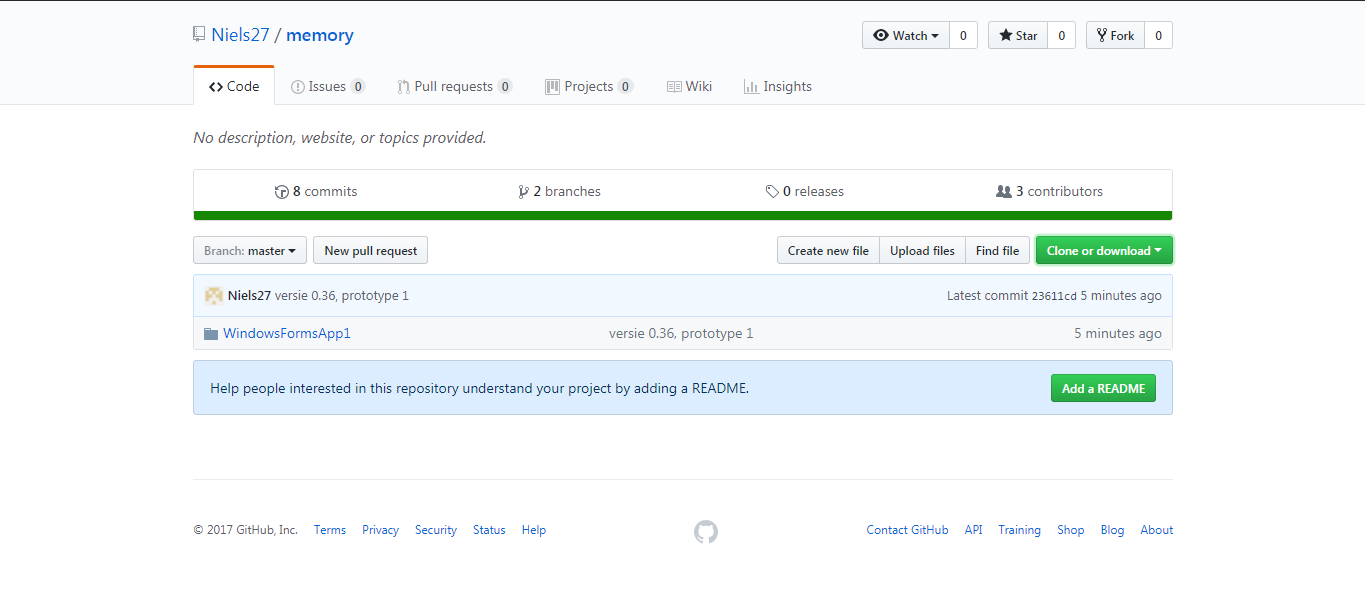 Niels27 / memory Watch 0 Star 0 Fork 0
Code Issues 0 Pull requests 0 Projects 0 Wiki Insights
No description, website, or topics provided.
8 commits 2 branches 0 releases 3 contributors
Branch: master New pull request Create new file Upload files Find file Clone or download
Niels27 versie 0.36, prototype 1 Latest commit 23611cd 5 minutes ago
WindowsFormsApp1 versie 0.36, prototype 1 5 minutes ago
Help people interested in this repository understand your project by adding a README. Add a README
© 2017 GitHub, Inc. Terms Privacy Security Status Help Contact GitHub API Training Shop Blog About